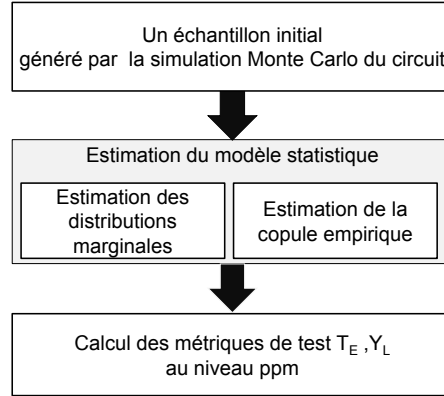 Un échantillon initial
généré par la simulation Monte Carlo du circuit
Estimation du modèle statistique
Estimation des
distributions
marginales
Estimation de la
copule empirique
Calcul des métriques de test T_E ,Y_L
au niveau ppm